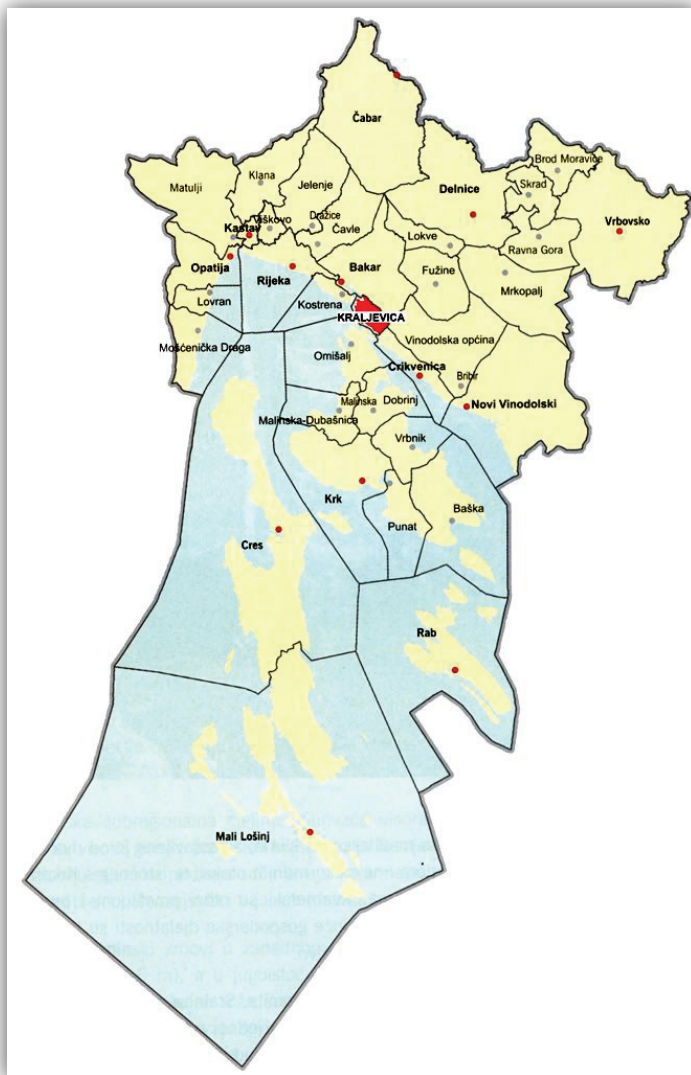 Čabar
Brod Moravice
Klana
Jelenje
Matulji
Delnice
Skrad
Dražice
Viškovo
Kastav
Čavle
Vrbovsko
Lokve
Ravna Gora
Opatija
Rijeka
Bakar
Fužine
Mrkopalj
Lovran
Kostrena
KRALJEVICA
Mošćenička Draga
Vinodolska općina
Omišalj
Crikvenica
Bribir
Malinska
Dobrinj
Novi Vinodolski
Malinska-Dubašnica
Vrbnik
Krk
Baška
Punat
Cres
Rab
Mali Lošinj